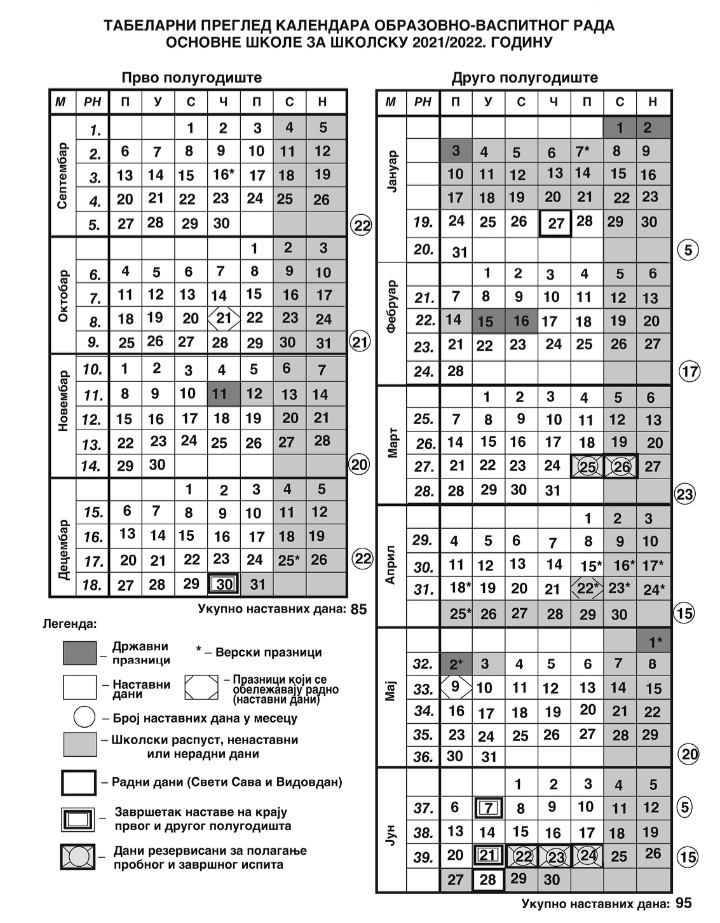 ТАБЕЛАРНИ ПРЕГЛЕД КАЛЕНДАРА ОБРАЗОВНО-ВАСПИТНОГ РАДА
ОСНОВНЕ ШКОЛЕ ЗА ШКОЛСКУ 2021/2022. ГОДИНУ
Прво полугодиште
М РН П У С Ч П С Н
Септембар
1. 1 2 3 4 5
2. 6 7 8 9 10 11 12
3. 13 14 15 16* 17 18 19
4. 20 21 22 23 24 25 26
5. 27 28 29 30
22
Октобар
1 2 3
6. 4 5 6 7 8 9 10
7. 11 12 13 14 15 16 17
8. 18 19 20 21 22 23 24
9. 25 26 27 28 29 30 31
21
Новембар
10. 1 2 3 4 5 6 7
11. 8 9 10 11 12 13 14
12. 15 16 17 18 19 20 21
13. 22 23 24 25 26 27 28
14. 29 30
20
Децембар
1 2 3 4 5
15. 6 7 8 9 10 11 12
16. 13 14 15 16 17 18 19
17. 20 21 22 23 24 25* 26
22
18. 27 28 29 30 31
Укупно наставних дана: 85
Легенда:
– Државни празници
* – Верски празници
– Наставни дани
– Празници који се обележавају радно (наставни дани)
– Број наставних дана у месецу
– Школски распуст, ненаставни или нерадни дани
– Радни дани (Свети Сава и Видовдан)
– Завршетак наставе на крају првог и другог полугодишта
– Дани резервисани за полагање пробног и завршног испита
Друго полугодиште
М РН П У С Ч П С Н
Јануар
1 2
3 4 5 6 7* 8 9
10 11 12 13 14 15 16
17 18 19 20 21 22 23
19. 24 25 26 27 28 29 30
20. 31
5
Фебруар
1 2 3 4 5 6
21. 7 8 9 10 11 12 13
22. 14 15 16 17 18 19 20
23. 21 22 23 24 25 26 27
24. 28
17
Март
1 2 3 4 5 6
25. 7 8 9 10 11 12 13
26. 14 15 16 17 18 19 20
27. 21 22 23 24 25 26 27
28. 28 29 30 31
23
Април
1 2 3
29. 4 5 6 7 8 9 10
30. 11 12 13 14 15* 16* 17*
31. 18* 19 20 21 22* 23* 24*
25* 26 27 28 29 30
15
Мај
1*
32. 2* 3 4 5 6 7 8
33. 9 10 11 12 13 14 15
34. 16 17 18 19 20 21 22
35. 23 24 25 26 27 28 29
36. 30 31
20
Јун
1 2 3 4 5
37. 6 7 8 9 10 11 12
5
38. 13 14 15 16 17 18 19
39. 20 21 22 23 24 25 26
15
27 28 29 30
Укупно наставних дана: 95